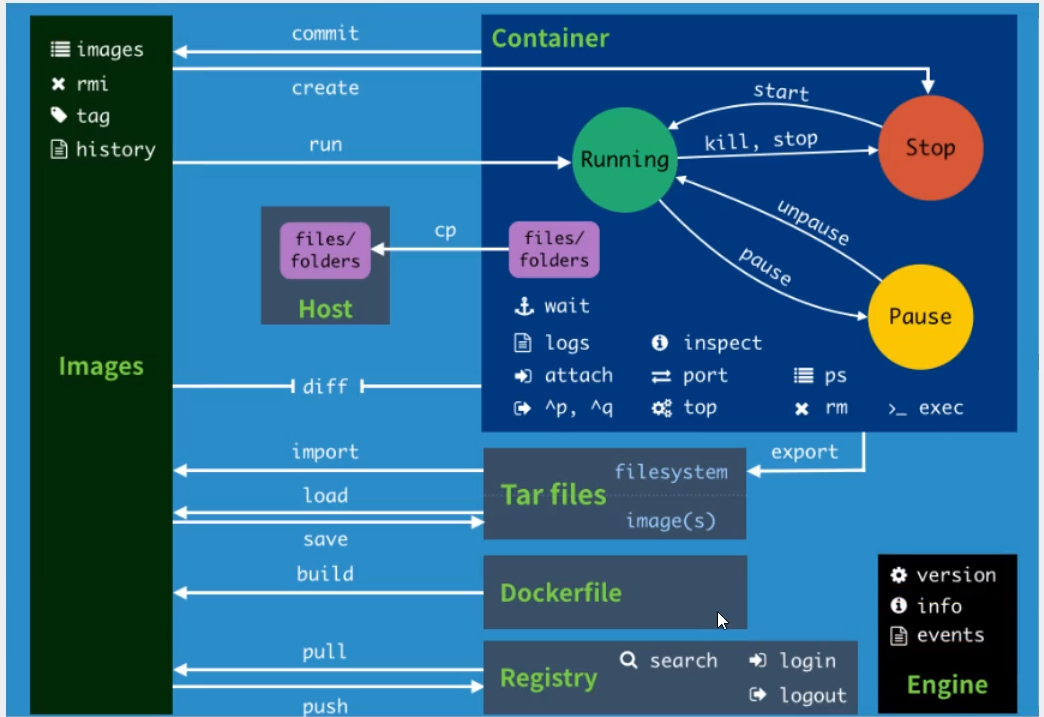 images
rmi
tag
history
Images
commit
create
run
cp
files/
folders
Host
diff
import
load
save
build
pull
push
Container
start
kill, stop
Running
Stop
unpause
pause
Pause
files/
folders
wait
logs
inspect
attach
port
ps
^p, ^q
top
rm
>_ exec
export
filesystem
Tar files
image(s)
Dockerfile
Registry
search
login
logout
version
info
events
Engine